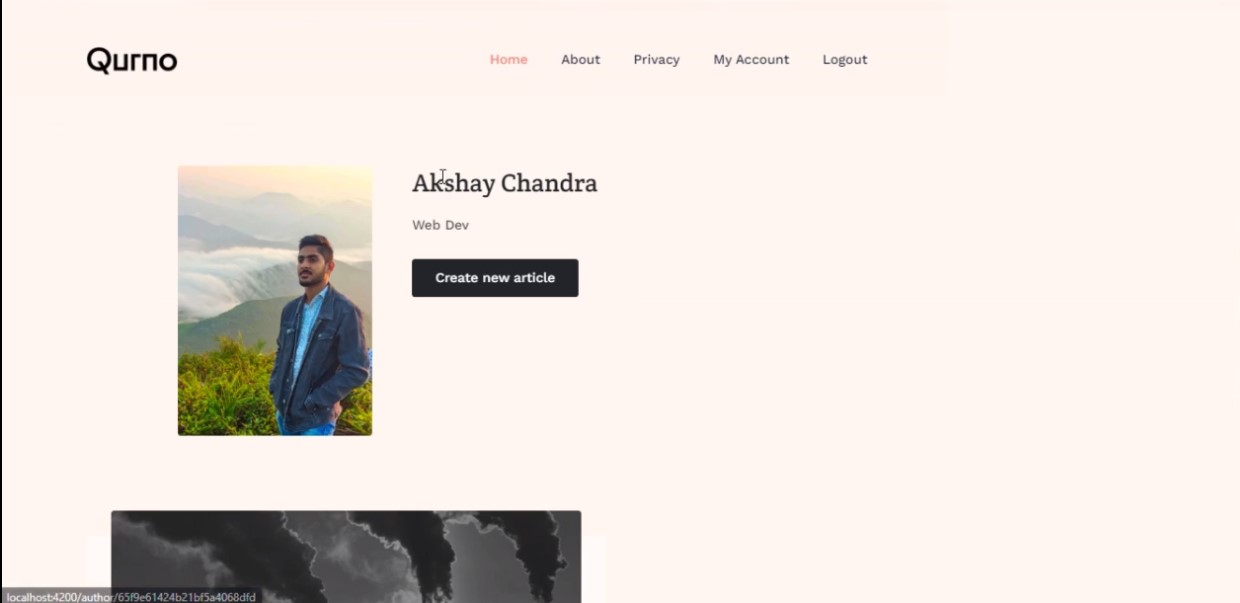 Qurno
Home About Privacy My Account Logout
Akshay Chandra
Web Dev
Create new article
localhost:4200/author/65f9e61424b21bf5a4068dfd